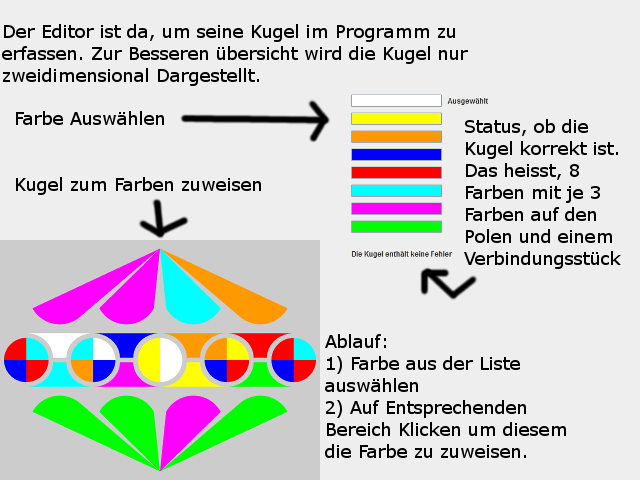 Der Editor ist da, um seine Kugel im Programm zu
erfassen. Zur Besseren übersicht wird die Kugel nur
zweidimensional Dargestellt.
Farbe Auswählen
Ausgewählt
Status, ob die
Kugel korrekt ist.
Das heisst, 8
Farben mit je 3
Farben auf den
Polen und einem
Verbindungsstück
Kugel zum Farben zuweisen
Die Kugel enthält keine Fehler
Ablauf:
1) Farbe aus der Liste
auswählen
2) Auf Entsprechenden
Bereich Klicken um diesem
die Farbe zu zuweisen.